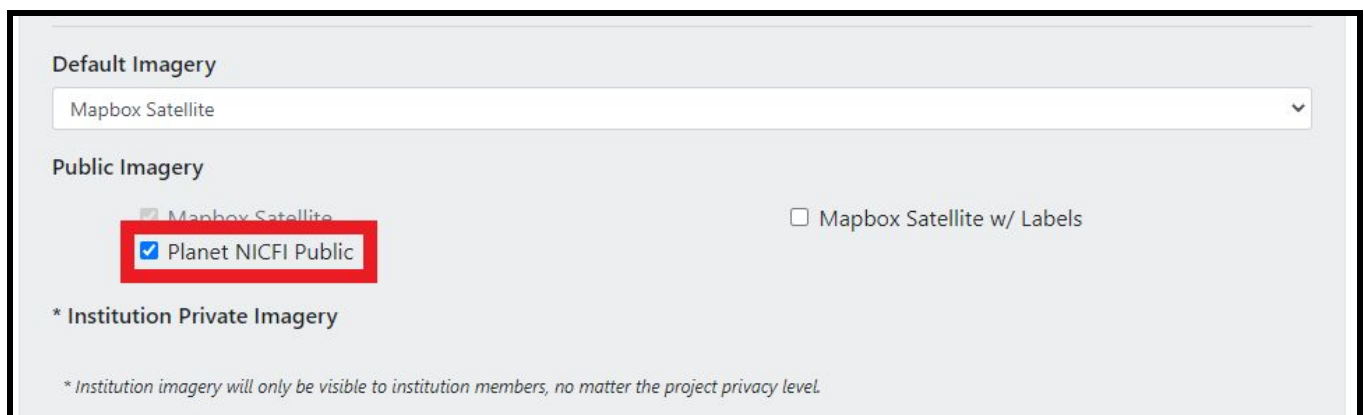 Default Imagery
Mapbox Satellite
Public Imagery
Mapbox Satellite
Mapbox Satellite w/ Labels
Planet NICFI Public
* Institution Private Imagery
* Institution imagery will only be visible to institution members, no matter the project privacy level.